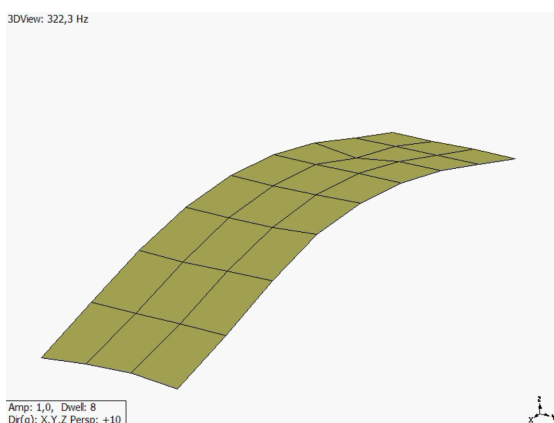 3DView: 322,3 Hz
Amp: 1,0, Dwell: 8
Dir(g): X,Y,Z Persp: +10
z
x